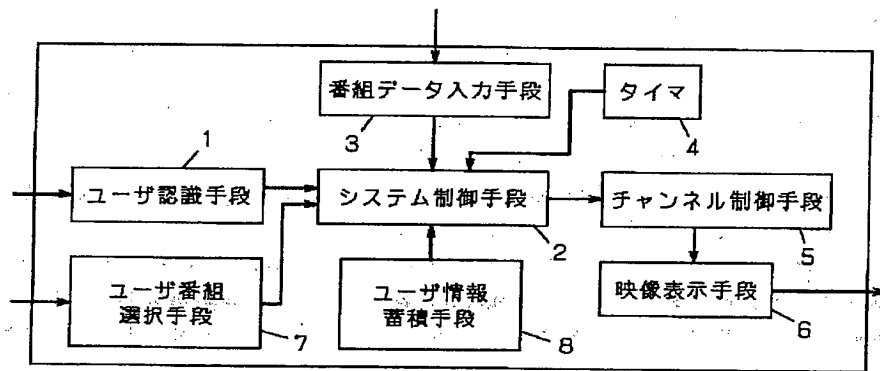 番組データ入力手段
3
タイマ
4
1
ユーザ認識手段
システム制御手段
2
チャンネル制御手段
5
ユーザ番組
選択手段
7
ユーザ情報
蓄積手段
8
映像表示手段
6